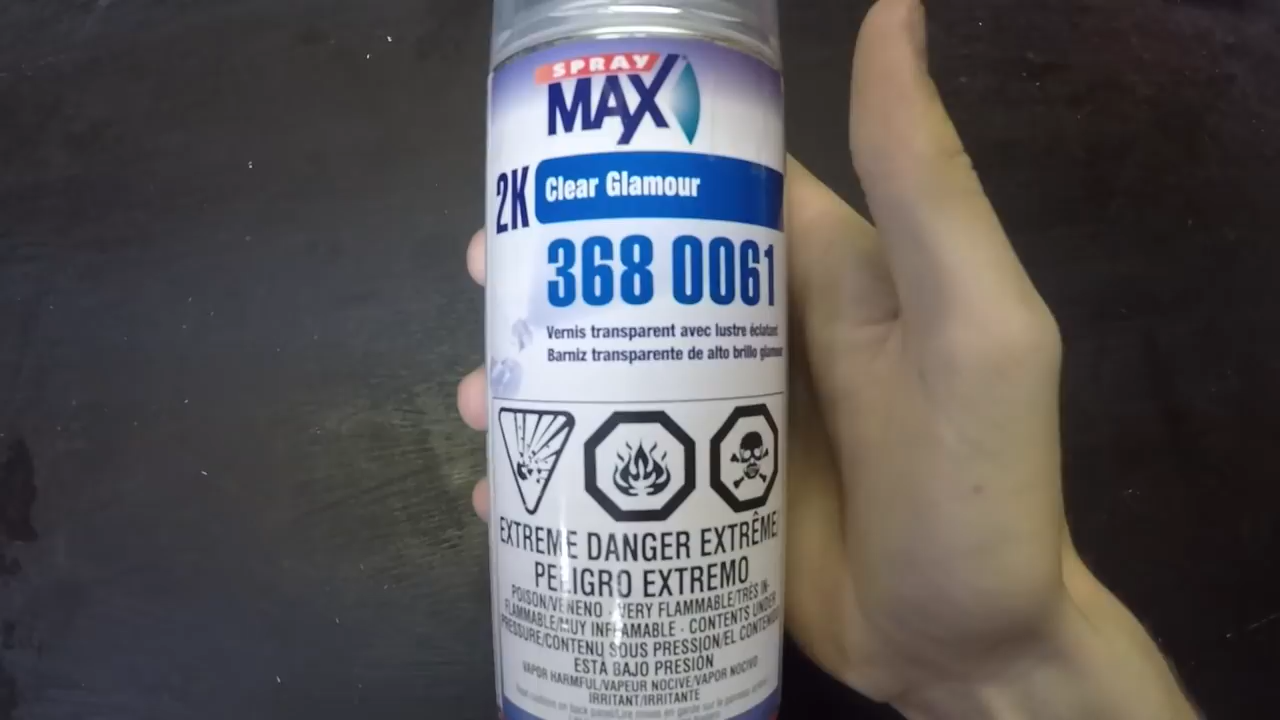 SPRAY
MAX
2K
Clear Glamour
368 0061
Vernis transparent avec lustre éclatant
Barniz transparente de alto brillo glamour
EXTREME DANGER EXTRÊME
PELIGRO EXTREMO
POISON/VENENO - VERY FLAMMABLE/TRÈS IN-
FLAMMABLE/MUY INFLAMABLE - CONTENTS UNDER
PRESSURE/CONTENU SOUS PRESSION/EL CONTENIDO
ESTÁ BAJO PRESIÓN
VAPOR HARMFUL/VAPEUR NOCIVE/VAPOR NOCIVO
IRRITANT/IRRITANTE